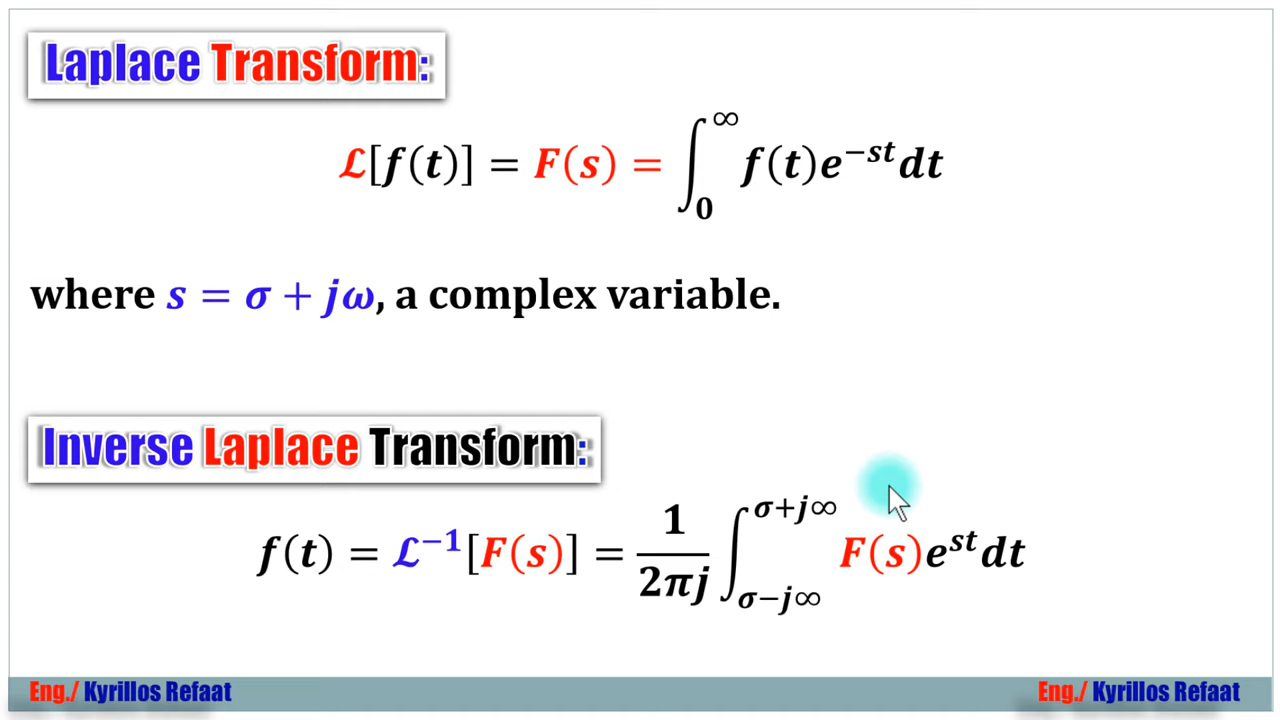 Laplace Transform:
ℒ[f(t)] = F(s) = ∫₀^∞ f(t)e^{−st}dt
where s = σ + jω, a complex variable.
Inverse Laplace Transform:
f(t) = ℒ^{−1}[F(s)] = \frac{1}{2πj} ∫_{σ−j∞}^{σ+j∞} F(s)e^{st}dt
Eng./ Kyrillos Refaat
Eng./ Kyrillos Refaat